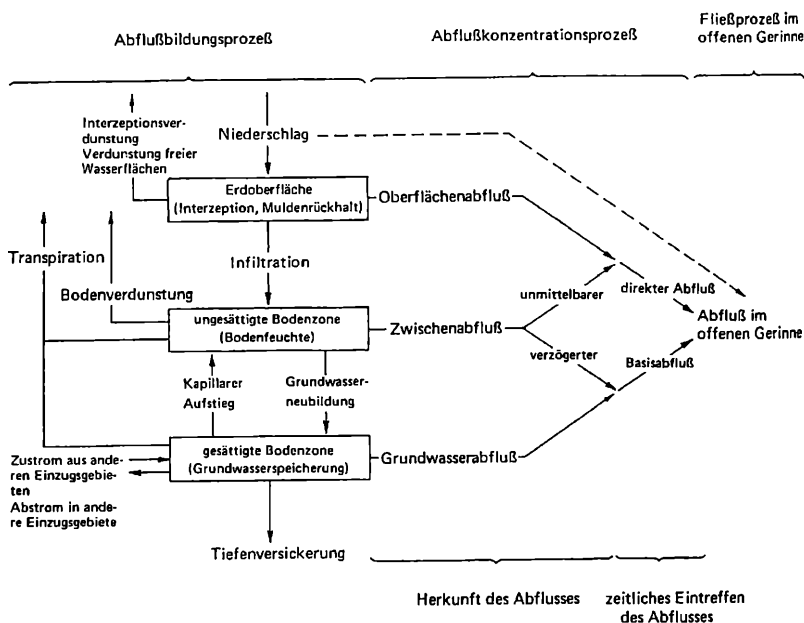 Abflußbildungsprozeß
Abflußkonzentrationsprozeß
Fließprozeß im
offenen Gerinne
Interzeptionsver-
dunstung
Verdunstung freier
Wasserflächen
Niederschlag
Erdoberfläche
(Interzeption, Muldenrückhalt)
Oberflächenabfluß
Transpiration
Infiltration
Bodenverdunstung
unmittelbarer
direkter Abfluß
ungesättigte Bodenzone
(Bodenfeuchte)
Zwischenabfluß
Abfluß im
offenen Gerinne
verzögerter
Basisabfluß
Kapillarer
Aufstieg
Grundwasser-
neubildung
gesättigte Bodenzone
(Grundwasserspeicherung)
Grundwasserabfluß
Zustrom aus ande-
ren Einzugsgebie-
ten
Abstrom in ande-
re Einzugsgebiete
Tiefenversickerung
Herkunft des Abflusses
zeitliches Eintreffen
des Abflusses